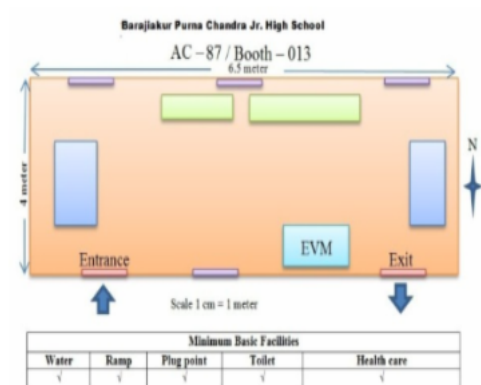 Barajiakur Purna Chandra Jr. High School
AC – 87 / Booth – 013
6.5 meter
N
4 meter
EVM
Entrance
Exit
Scale 1 cm = 1 meter
Minimum Basic Facilities
Water Ramp Plug point Toilet Health care
√ √ √ √ √